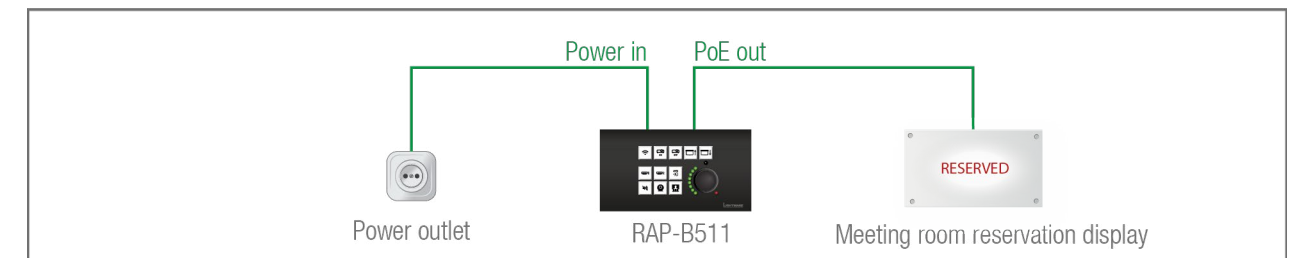 Power in
PoE out
RESERVED
Power outlet
RAP-B511
Meeting room reservation display